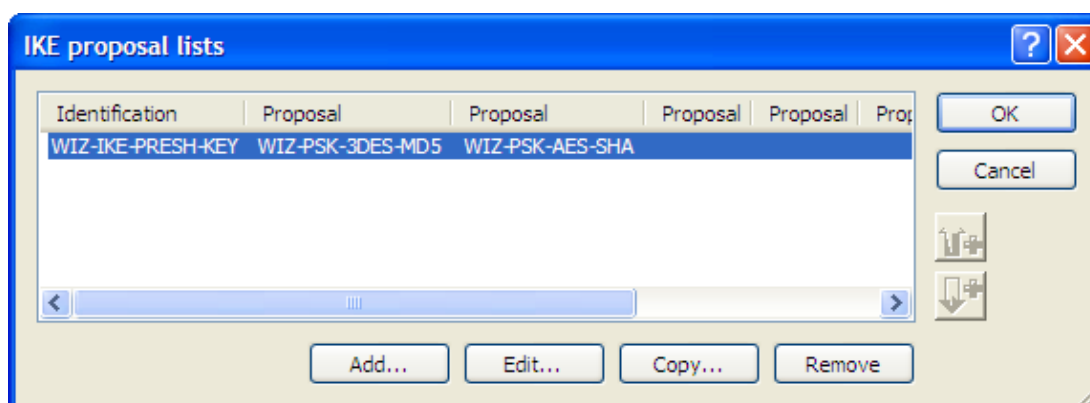 IKE proposal lists
Identification Proposal Proposal Proposal Proposal
WIZ-IKE-PRESH-KEY WIZ-PSK-3DES-MD5 WIZ-PSK-AES-SHA
OK
Cancel
Add... Edit... Copy... Remove